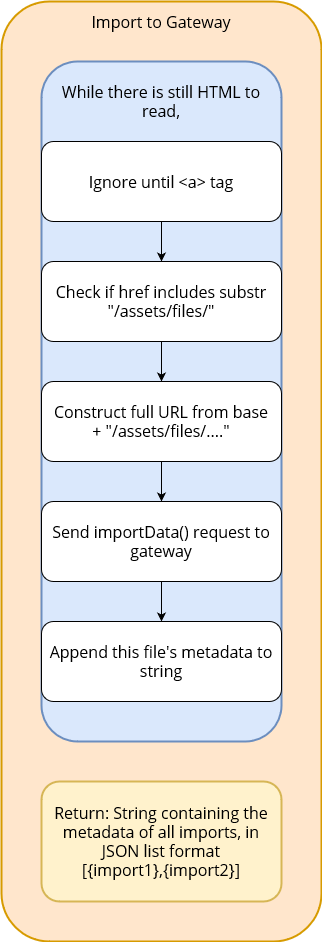 Import to Gateway
While there is still HTML to
read,
Ignore until <a> tag
Check if href includes substr
"/assets/files/"
Construct full URL from base
+ "/assets/files/...."
Send importData() request to
gateway
Append this file's metadata to
string
Return: String containing the
metadata of all imports, in
JSON list format
[{import1},{import2}]